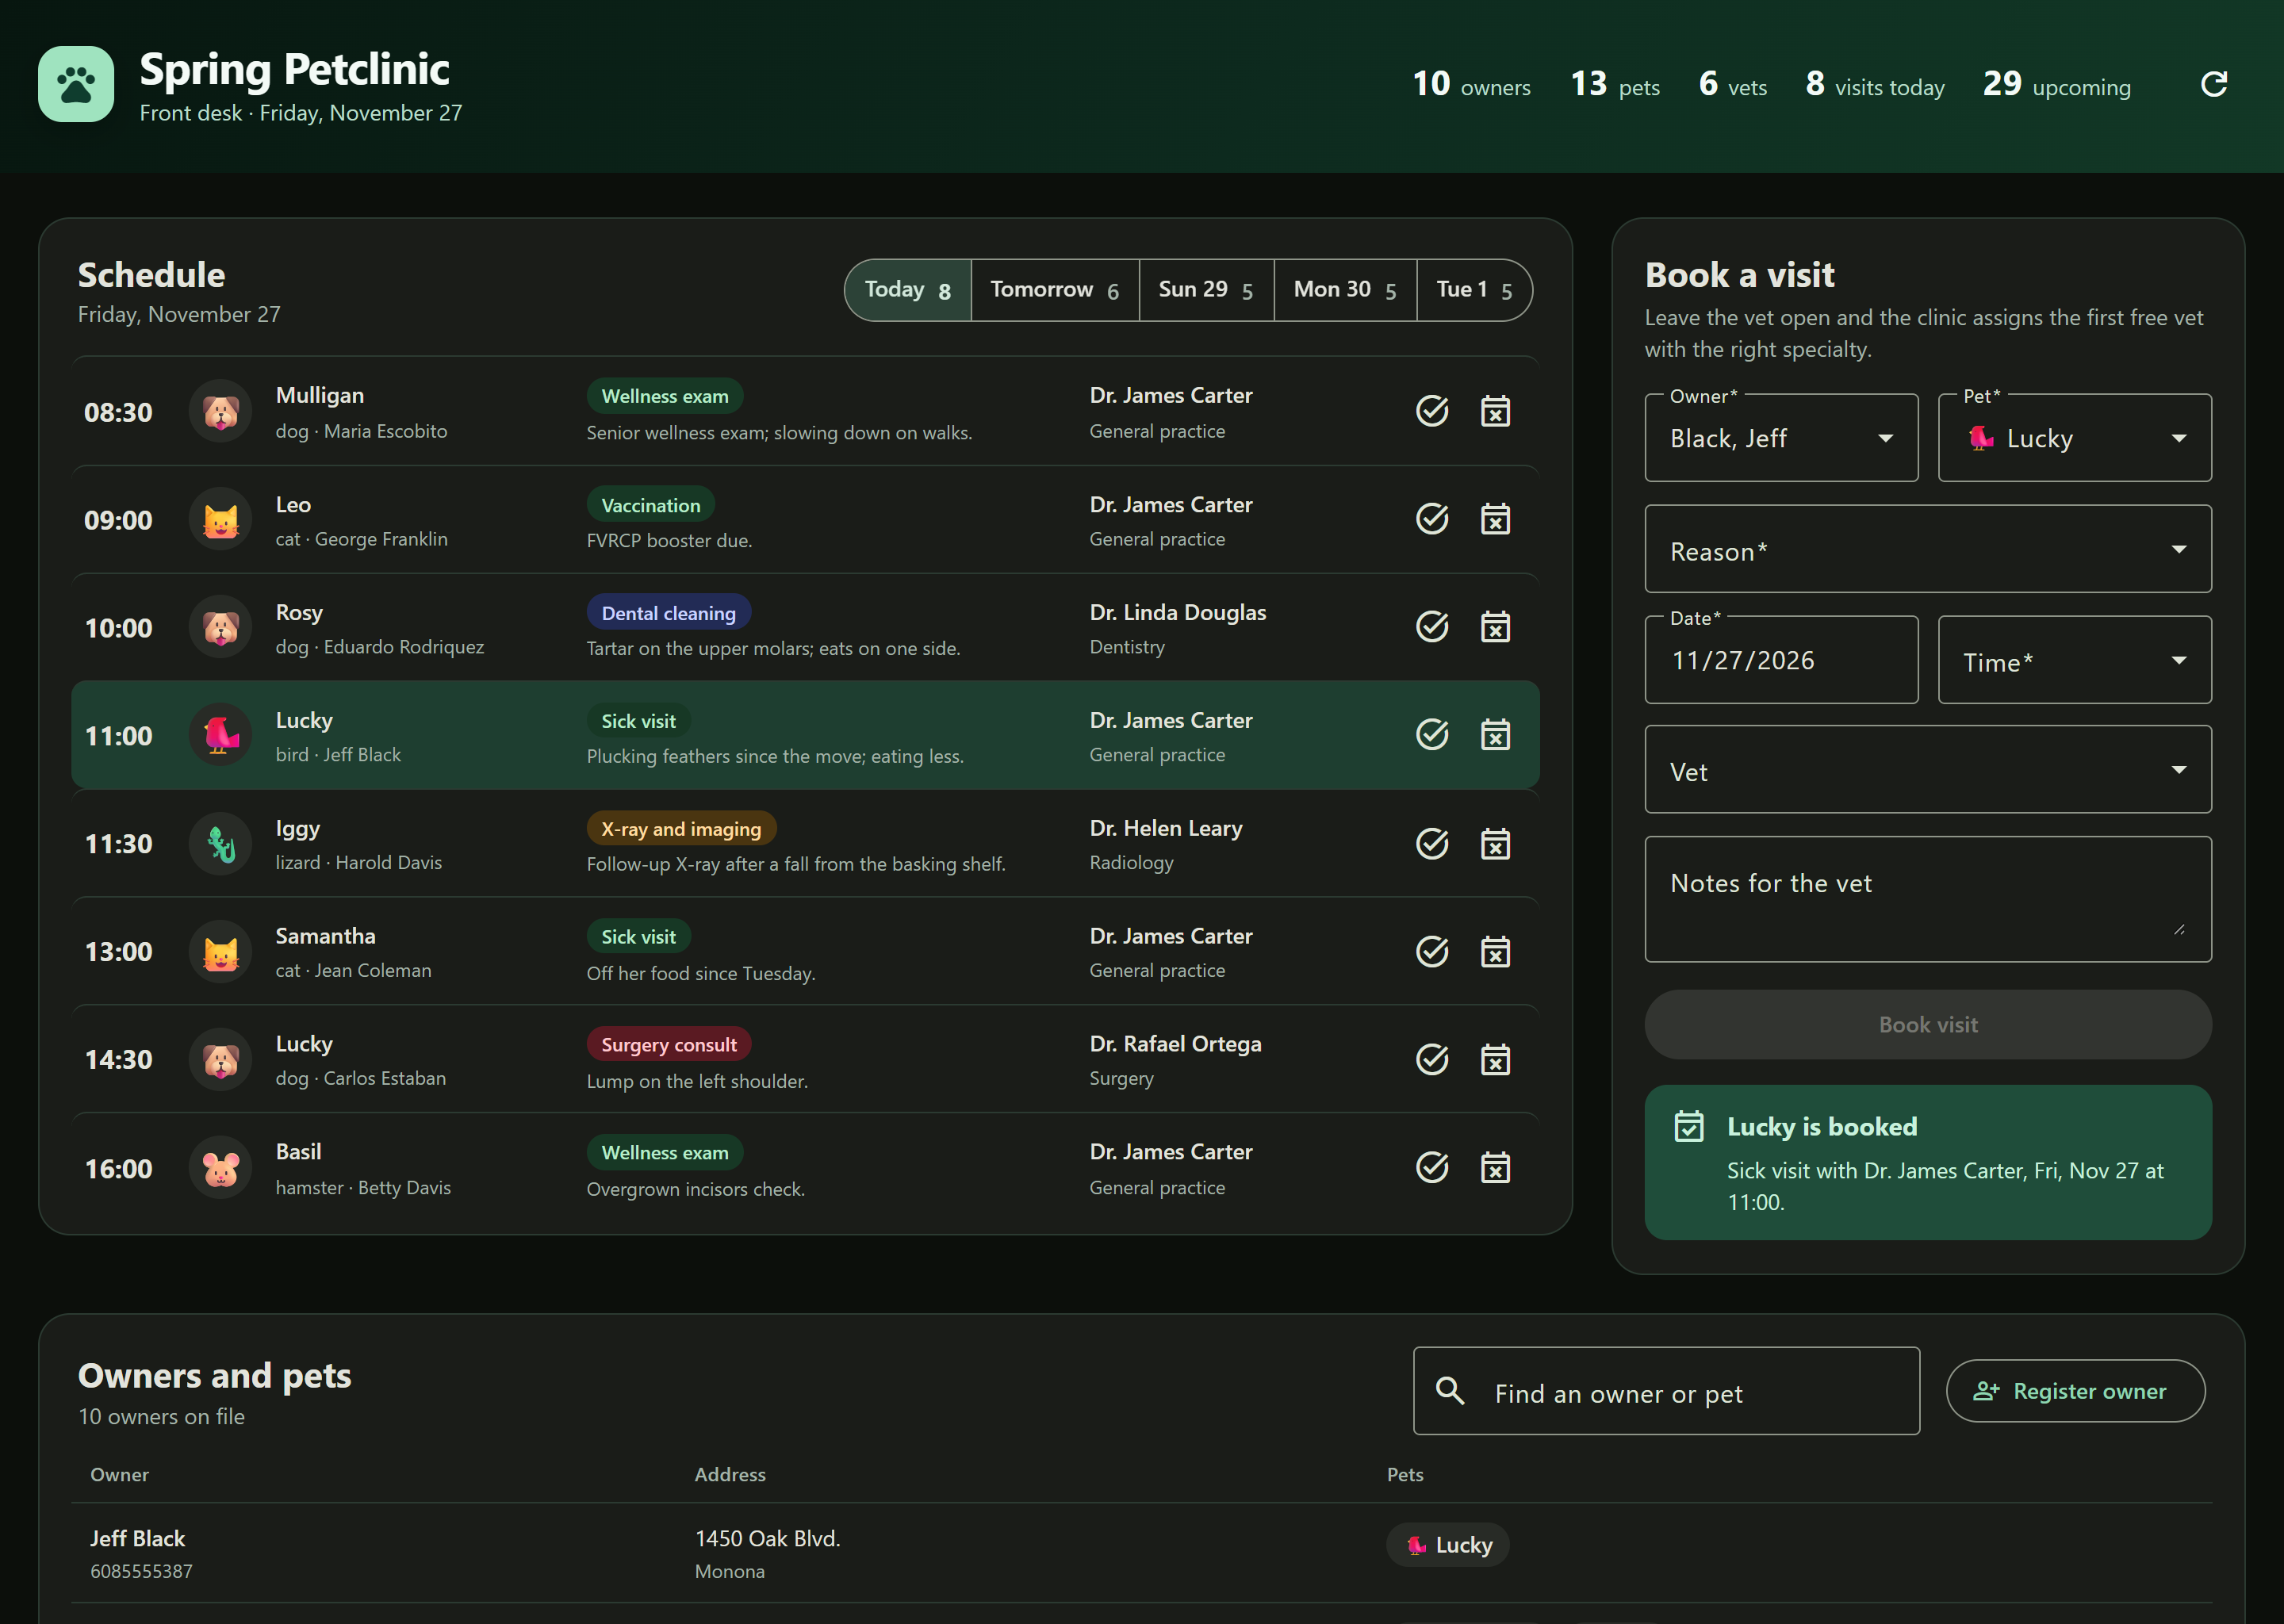 Spring Petclinic
Front desk · Friday, November 27
10 owners 13 pets 6 vets 8 visits today 29 upcoming
Schedule
Friday, November 27
Today 8 Tomorrow 6 Sun 29 5 Mon 30 5 Tue 1 5
08:30 Mulligan Wellness exam Dr. James Carter
dog · Maria Escobito Senior wellness exam; slowing down on walks. General practice
09:00 Leo Vaccination Dr. James Carter
cat · George Franklin FVRCP booster due. General practice
10:00 Rosy Dental cleaning Dr. Linda Douglas
dog · Eduardo Rodriquez Tartar on the upper molars; eats on one side. Dentistry
11:00 Lucky Sick visit Dr. James Carter
bird · Jeff Black Plucking feathers since the move; eating less. General practice
11:30 Iggy X-ray and imaging Dr. Helen Leary
lizard · Harold Davis Follow-up X-ray after a fall from the basking shelf. Radiology
13:00 Samantha Sick visit Dr. James Carter
cat · Jean Coleman Off her food since Tuesday. General practice
14:30 Lucky Surgery consult Dr. Rafael Ortega
dog · Carlos Estaban Lump on the left shoulder. Surgery
16:00 Basil Wellness exam Dr. James Carter
hamster · Betty Davis Overgrown incisors check. General practice
Book a visit
Leave the vet open and the clinic assigns the first free vet
with the right specialty.
Owner* Pet*
Black, Jeff Lucky
Reason*
Date*
11/27/2026 Time*
Vet
Notes for the vet
Book visit
Lucky is booked
Sick visit with Dr. James Carter, Fri, Nov 27 at
11:00.
Owners and pets
10 owners on file
Find an owner or pet
Register owner
Owner Address Pets
Jeff Black 1450 Oak Blvd. Lucky
6085555387 Monona